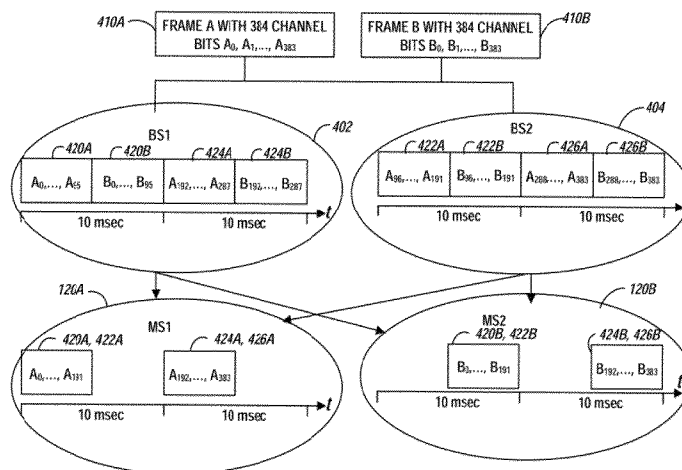 410A
FRAME A WITH 384 CHANNEL
BITS A0, A1,..., A383
FRAME B WITH 384 CHANNEL
BITS B0, B1,..., B383
410B
402
404
BS1
BS2
420A 420B 424A 424B
A0,..., A95 B0,..., B95 A192,..., A287 B192,..., B287
10 msec 10 msec t
422A 422B 426A 426B
A96,..., A191 B96,..., B191 A288,..., A383 B288,..., B383
10 msec 10 msec t
120A
120B
MS1
MS2
420A, 422A 424A, 426A
A0,..., A191 A192,..., A383
10 msec 10 msec t
420B, 422B 424B, 426B
B0,..., B191 B192,..., B383
10 msec 10 msec t